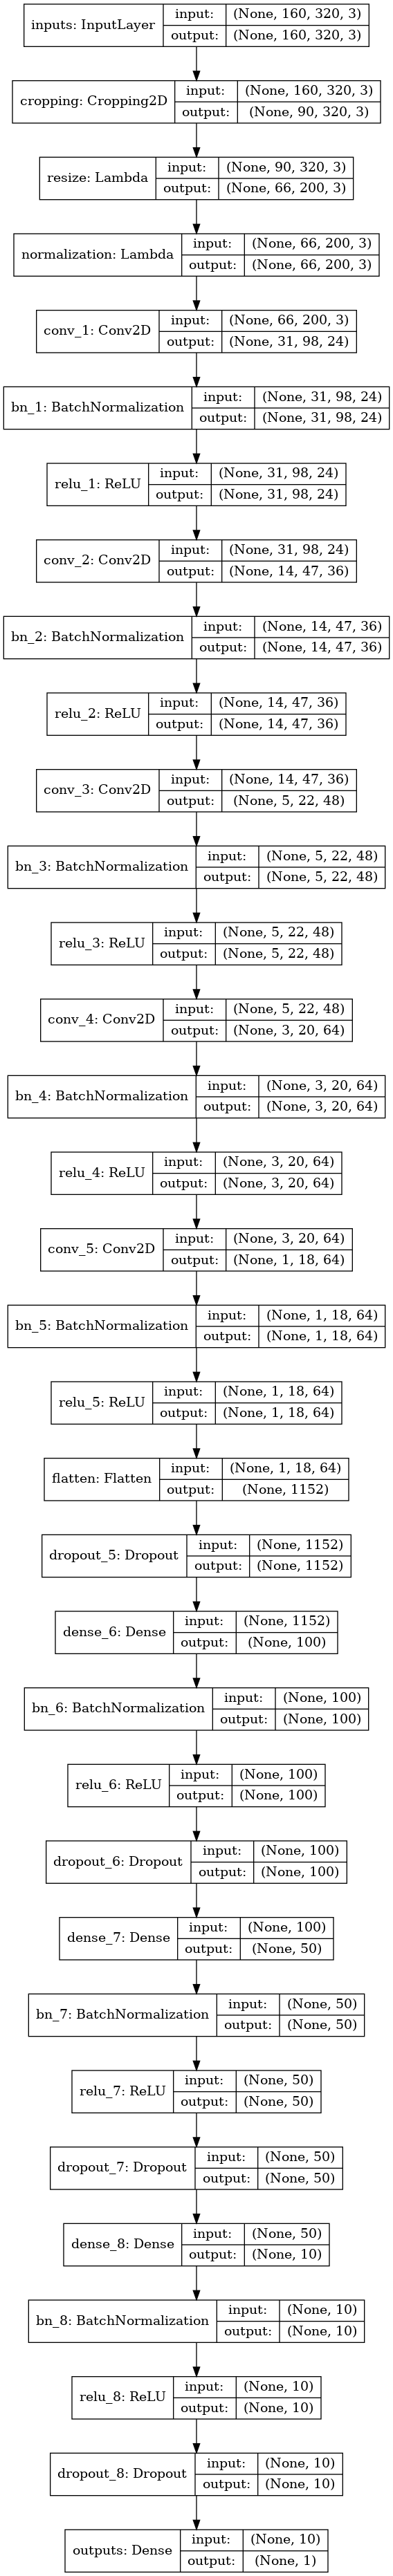 inputs: InputLayer
input: (None, 160, 320, 3)
output: (None, 160, 320, 3)
cropping: Cropping2D
input: (None, 160, 320, 3)
output: (None, 90, 320, 3)
resize: Lambda
input: (None, 90, 320, 3)
output: (None, 66, 200, 3)
normalization: Lambda
input: (None, 66, 200, 3)
output: (None, 66, 200, 3)
conv_1: Conv2D
input: (None, 66, 200, 3)
output: (None, 31, 98, 24)
bn_1: BatchNormalization
input: (None, 31, 98, 24)
output: (None, 31, 98, 24)
relu_1: ReLU
input: (None, 31, 98, 24)
output: (None, 31, 98, 24)
conv_2: Conv2D
input: (None, 31, 98, 24)
output: (None, 14, 47, 36)
bn_2: BatchNormalization
input: (None, 14, 47, 36)
output: (None, 14, 47, 36)
relu_2: ReLU
input: (None, 14, 47, 36)
output: (None, 14, 47, 36)
conv_3: Conv2D
input: (None, 14, 47, 36)
output: (None, 5, 22, 48)
bn_3: BatchNormalization
input: (None, 5, 22, 48)
output: (None, 5, 22, 48)
relu_3: ReLU
input: (None, 5, 22, 48)
output: (None, 5, 22, 48)
conv_4: Conv2D
input: (None, 5, 22, 48)
output: (None, 3, 20, 64)
bn_4: BatchNormalization
input: (None, 3, 20, 64)
output: (None, 3, 20, 64)
relu_4: ReLU
input: (None, 3, 20, 64)
output: (None, 3, 20, 64)
conv_5: Conv2D
input: (None, 3, 20, 64)
output: (None, 1, 18, 64)
bn_5: BatchNormalization
input: (None, 1, 18, 64)
output: (None, 1, 18, 64)
relu_5: ReLU
input: (None, 1, 18, 64)
output: (None, 1, 18, 64)
flatten: Flatten
input: (None, 1, 18, 64)
output: (None, 1152)
dropout_5: Dropout
input: (None, 1152)
output: (None, 1152)
dense_6: Dense
input: (None, 1152)
output: (None, 100)
bn_6: BatchNormalization
input: (None, 100)
output: (None, 100)
relu_6: ReLU
input: (None, 100)
output: (None, 100)
dropout_6: Dropout
input: (None, 100)
output: (None, 100)
dense_7: Dense
input: (None, 100)
output: (None, 50)
bn_7: BatchNormalization
input: (None, 50)
output: (None, 50)
relu_7: ReLU
input: (None, 50)
output: (None, 50)
dropout_7: Dropout
input: (None, 50)
output: (None, 50)
dense_8: Dense
input: (None, 50)
output: (None, 10)
bn_8: BatchNormalization
input: (None, 10)
output: (None, 10)
relu_8: ReLU
input: (None, 10)
output: (None, 10)
dropout_8: Dropout
input: (None, 10)
output: (None, 10)
outputs: Dense
input: (None, 10)
output: (None, 1)